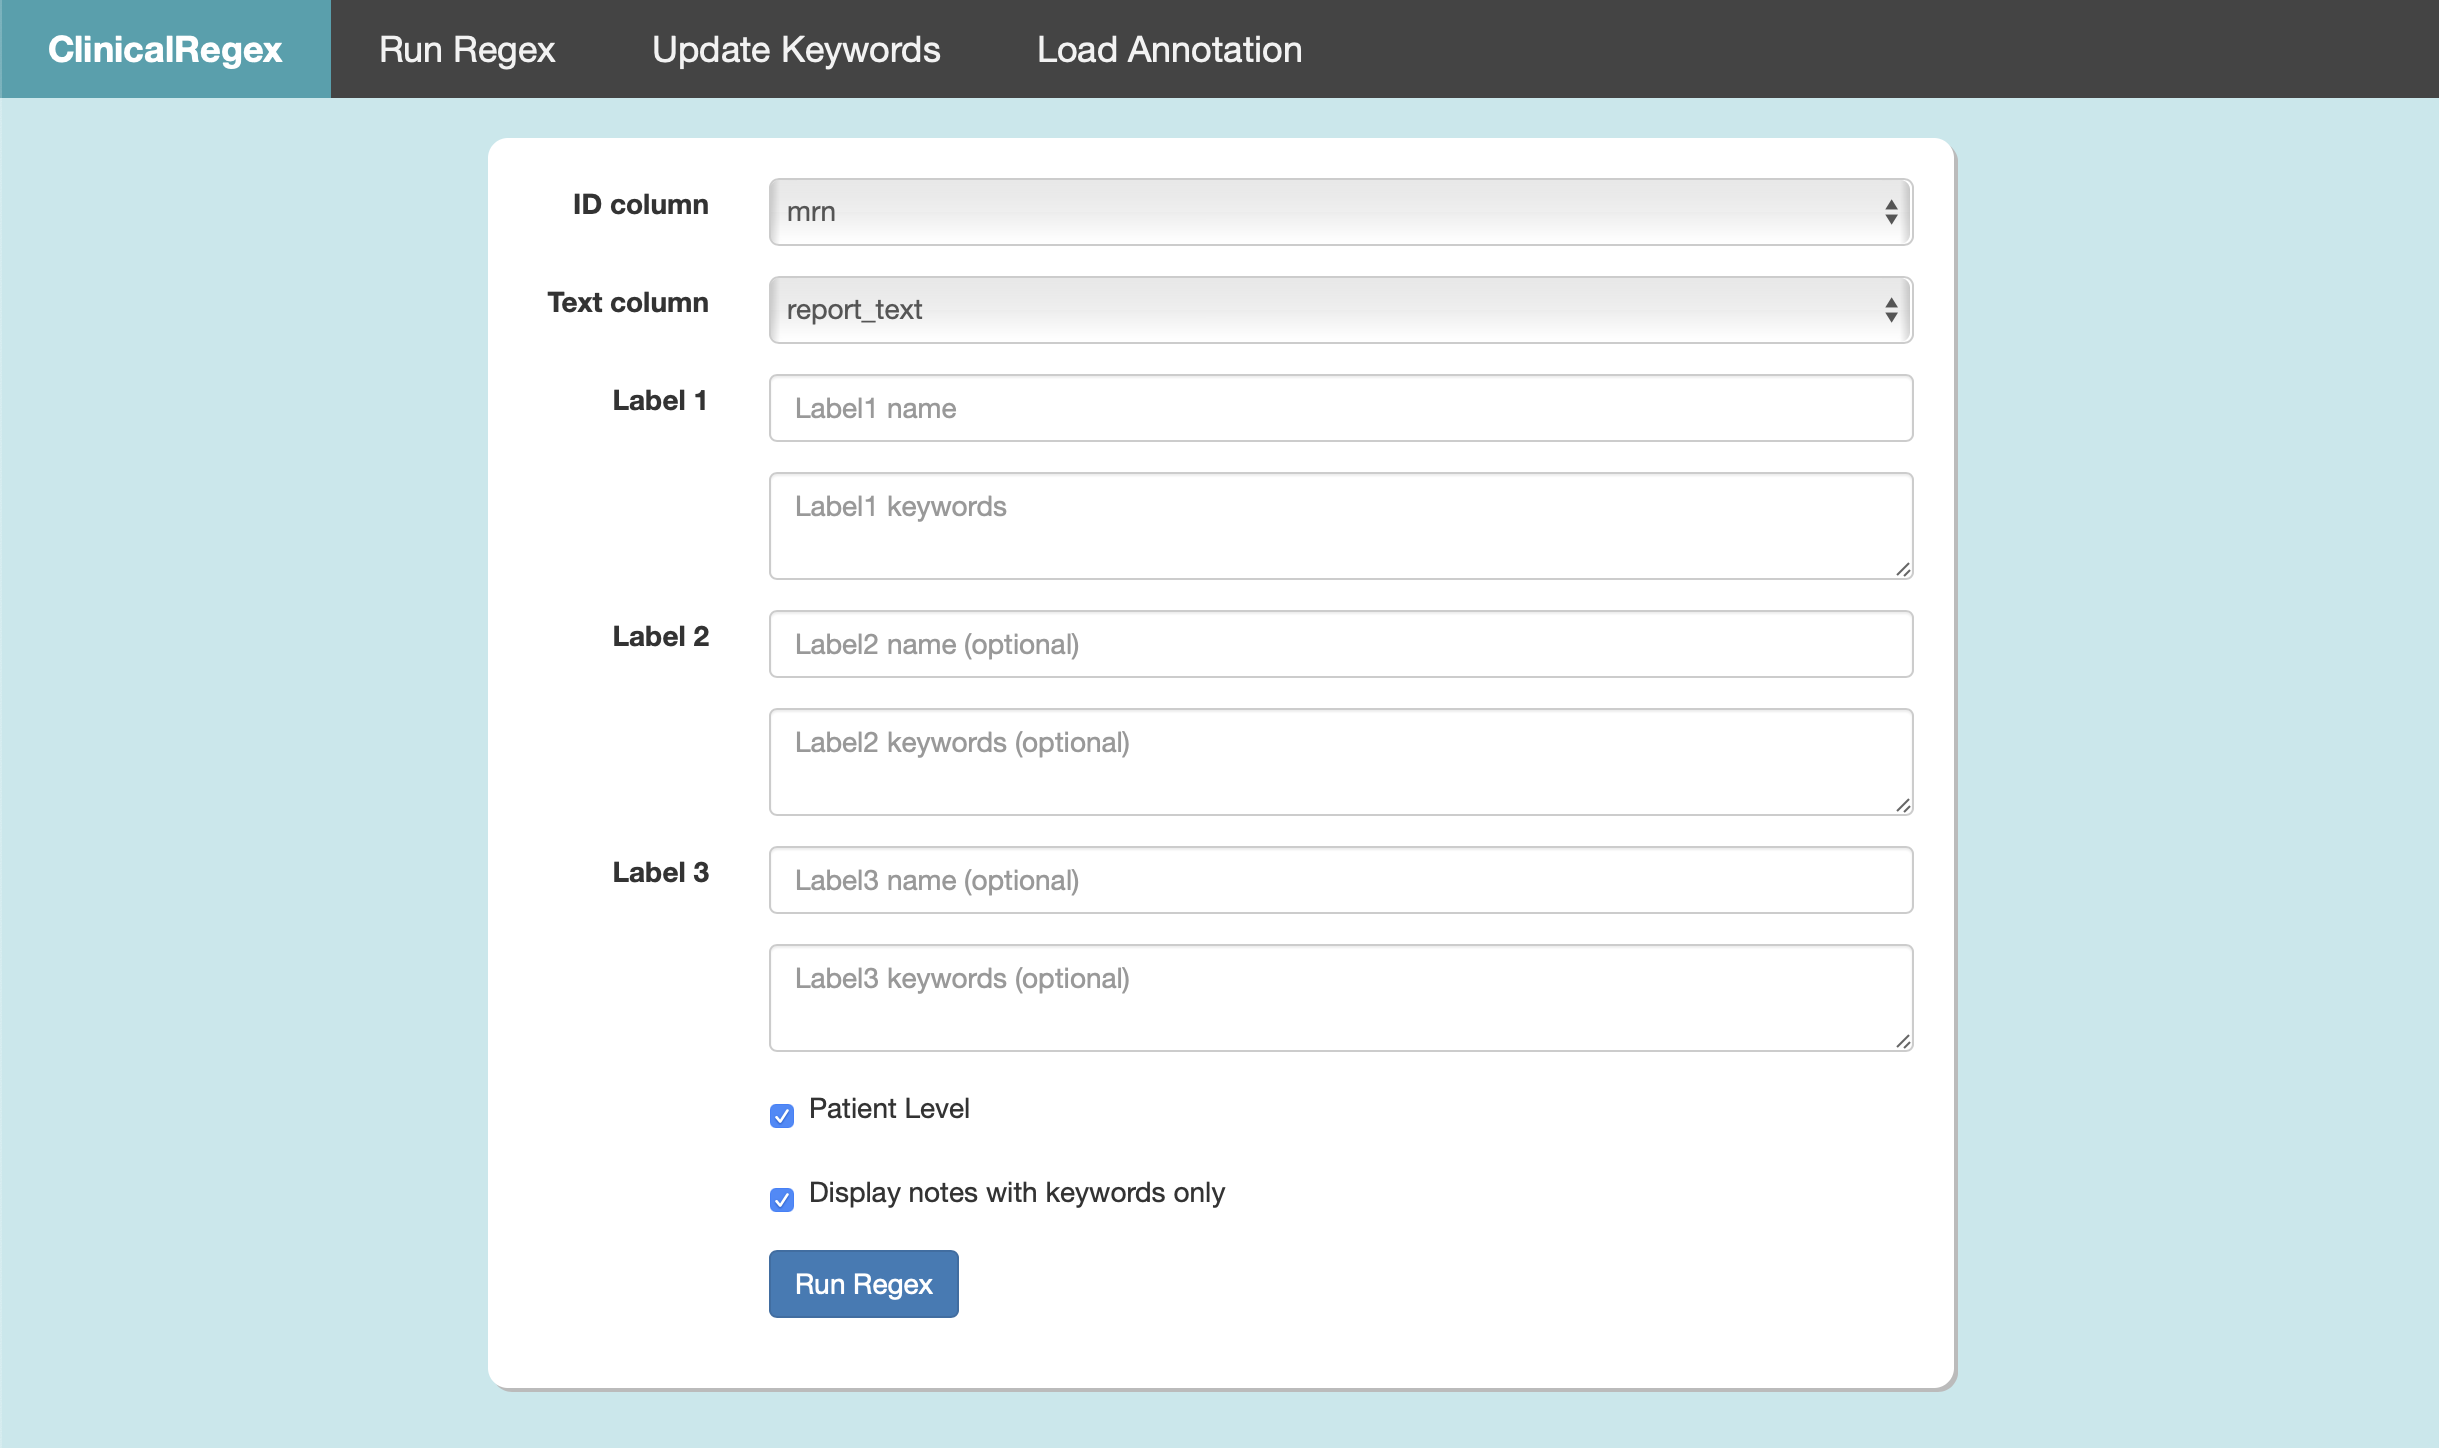 ClinicalRegex Run Regex Update Keywords Load Annotation
ID column mrn
Text column report_text
Label 1 Label1 name
Label1 keywords
Label 2 Label2 name (optional)
Label2 keywords (optional)
Label 3 Label3 name (optional)
Label3 keywords (optional)
Patient Level
Display notes with keywords only
Run Regex